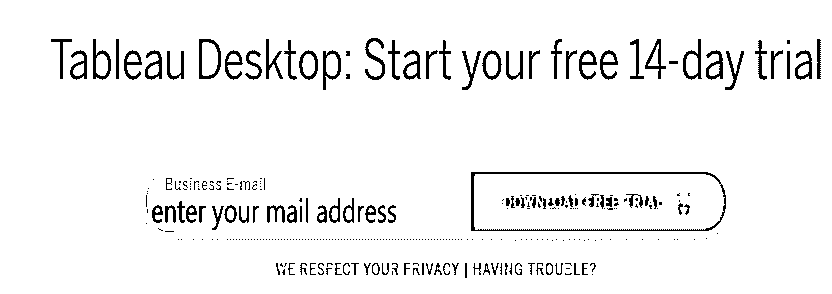 Tableau Desktop: Start your free 14-day trial
Business E-mail
enter your mail address
DOWNLOAD FREE TRIAL
WE RESPECT YOUR PRIVACY | HAVING TROUBLE?